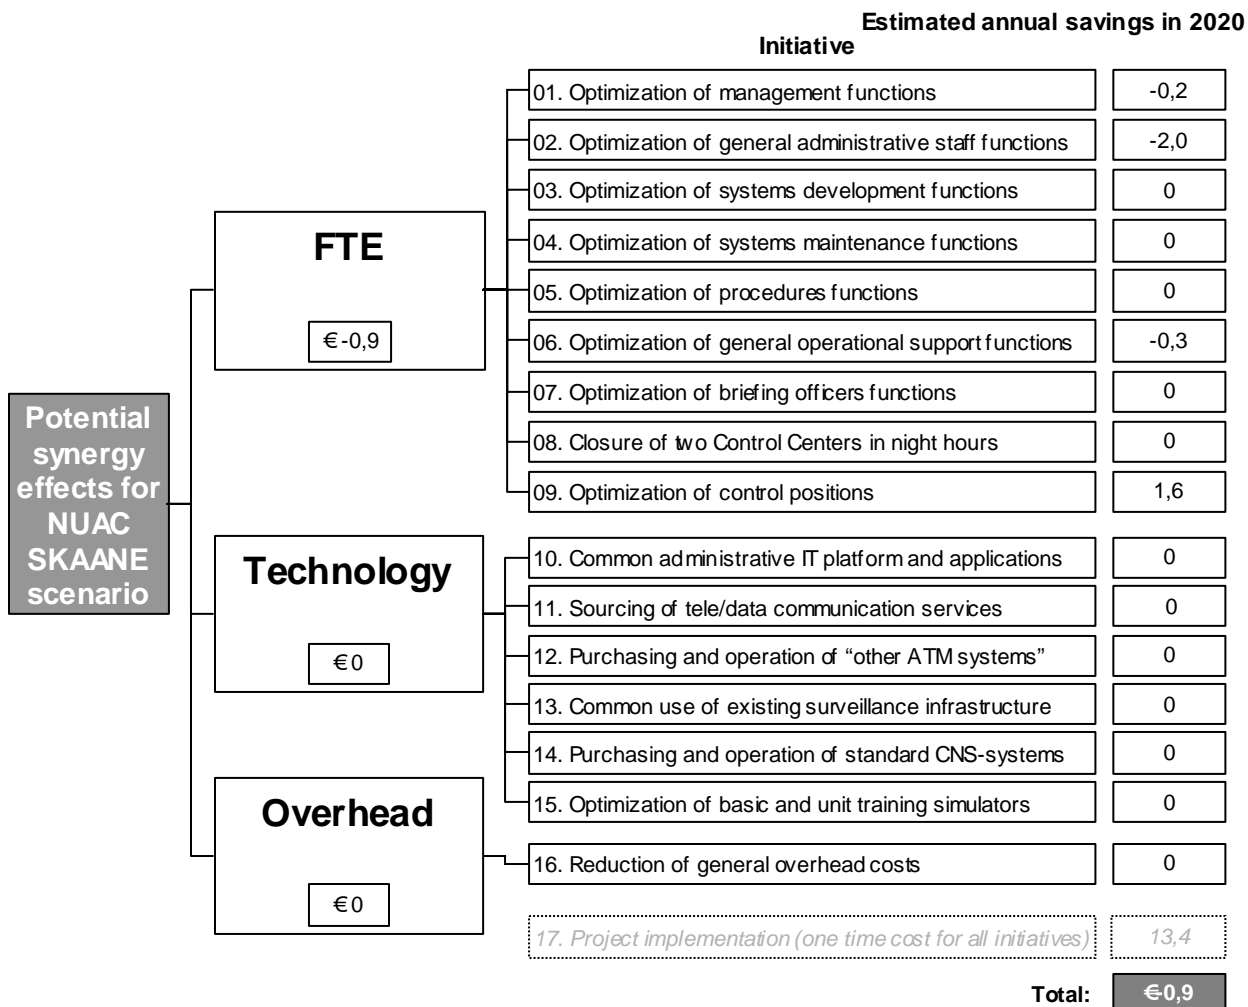 Estimated annual savings in 2020
Initiative
01. Optimization of management functions -0,2
02. Optimization of general administrative staff functions -2,0
03. Optimization of systems development functions 0
04. Optimization of systems maintenance functions 0
05. Optimization of procedures functions 0
06. Optimization of general operational support functions -0,3
07. Optimization of briefing officers functions 0
08. Closure of two Control Centers in night hours 0
09. Optimization of control positions 1,6
FTE
€-0,9
Potential
synergy
effects for
NUAC
SKAANE
scenario
Technology
€0
10. Common administrative IT platform and applications 0
11. Sourcing of tele/data communication services 0
12. Purchasing and operation of “other ATM systems” 0
13. Common use of existing surveillance infrastructure 0
14. Purchasing and operation of standard CNS-systems 0
15. Optimization of basic and unit training simulators 0
Overhead
€0
16. Reduction of general overhead costs 0
17. Project implementation (one time cost for all initiatives) 13,4
Total: €-0,9